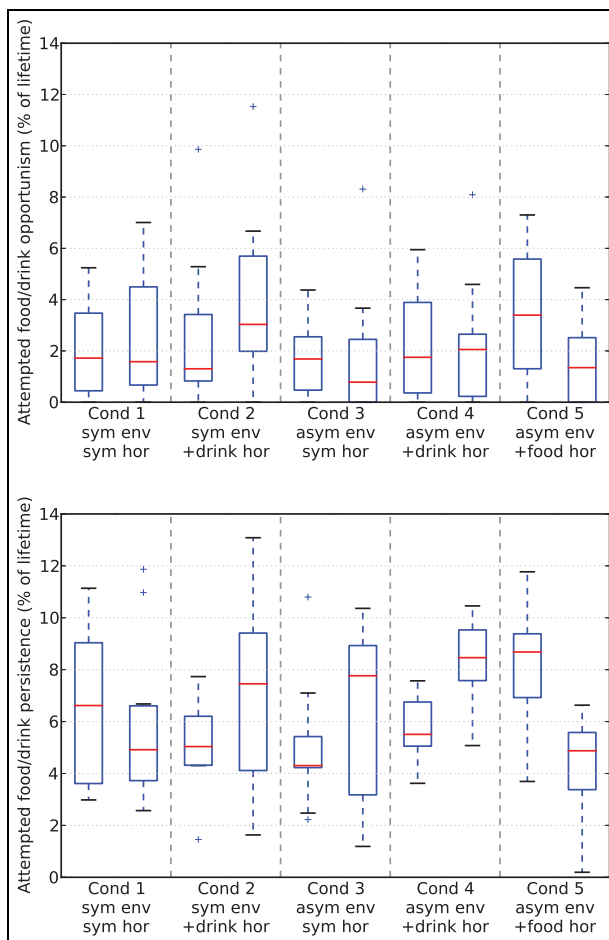 Attempted food/drink opportunism (% of lifetime)
14
12
10
8
6
4
2
0
Cond 1 Cond 2 Cond 3 Cond 4 Cond 5
sym env sym env asym env asym env asym env
sym hor +drink hor sym hor +drink hor +food hor
Attempted food/drink persistence (% of lifetime)
14
12
10
8
6
4
2
0
Cond 1 Cond 2 Cond 3 Cond 4 Cond 5
sym env sym env asym env asym env asym env
sym hor +drink hor sym hor +drink hor +food hor